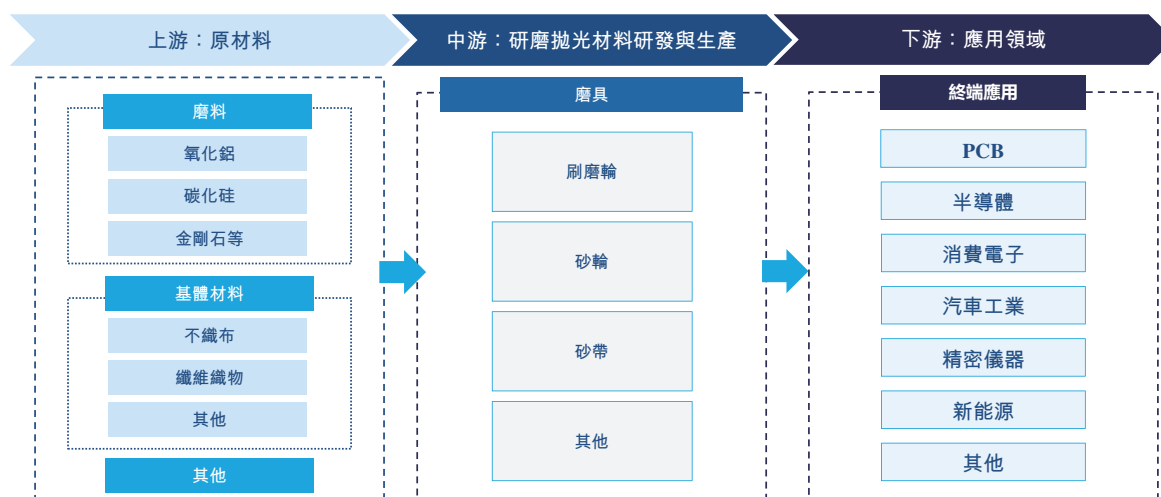 上游：原材料
中游：研磨拋光材料研發與生產
下游：應用領域
磨料
氧化鋁
碳化硅
金剛石等
基體材料
不織布
纖維織物
其他
其他
磨具
刷磨輪
砂輪
砂帶
其他
終端應用
PCB
半導體
消費電子
汽車工業
精密儀器
新能源
其他